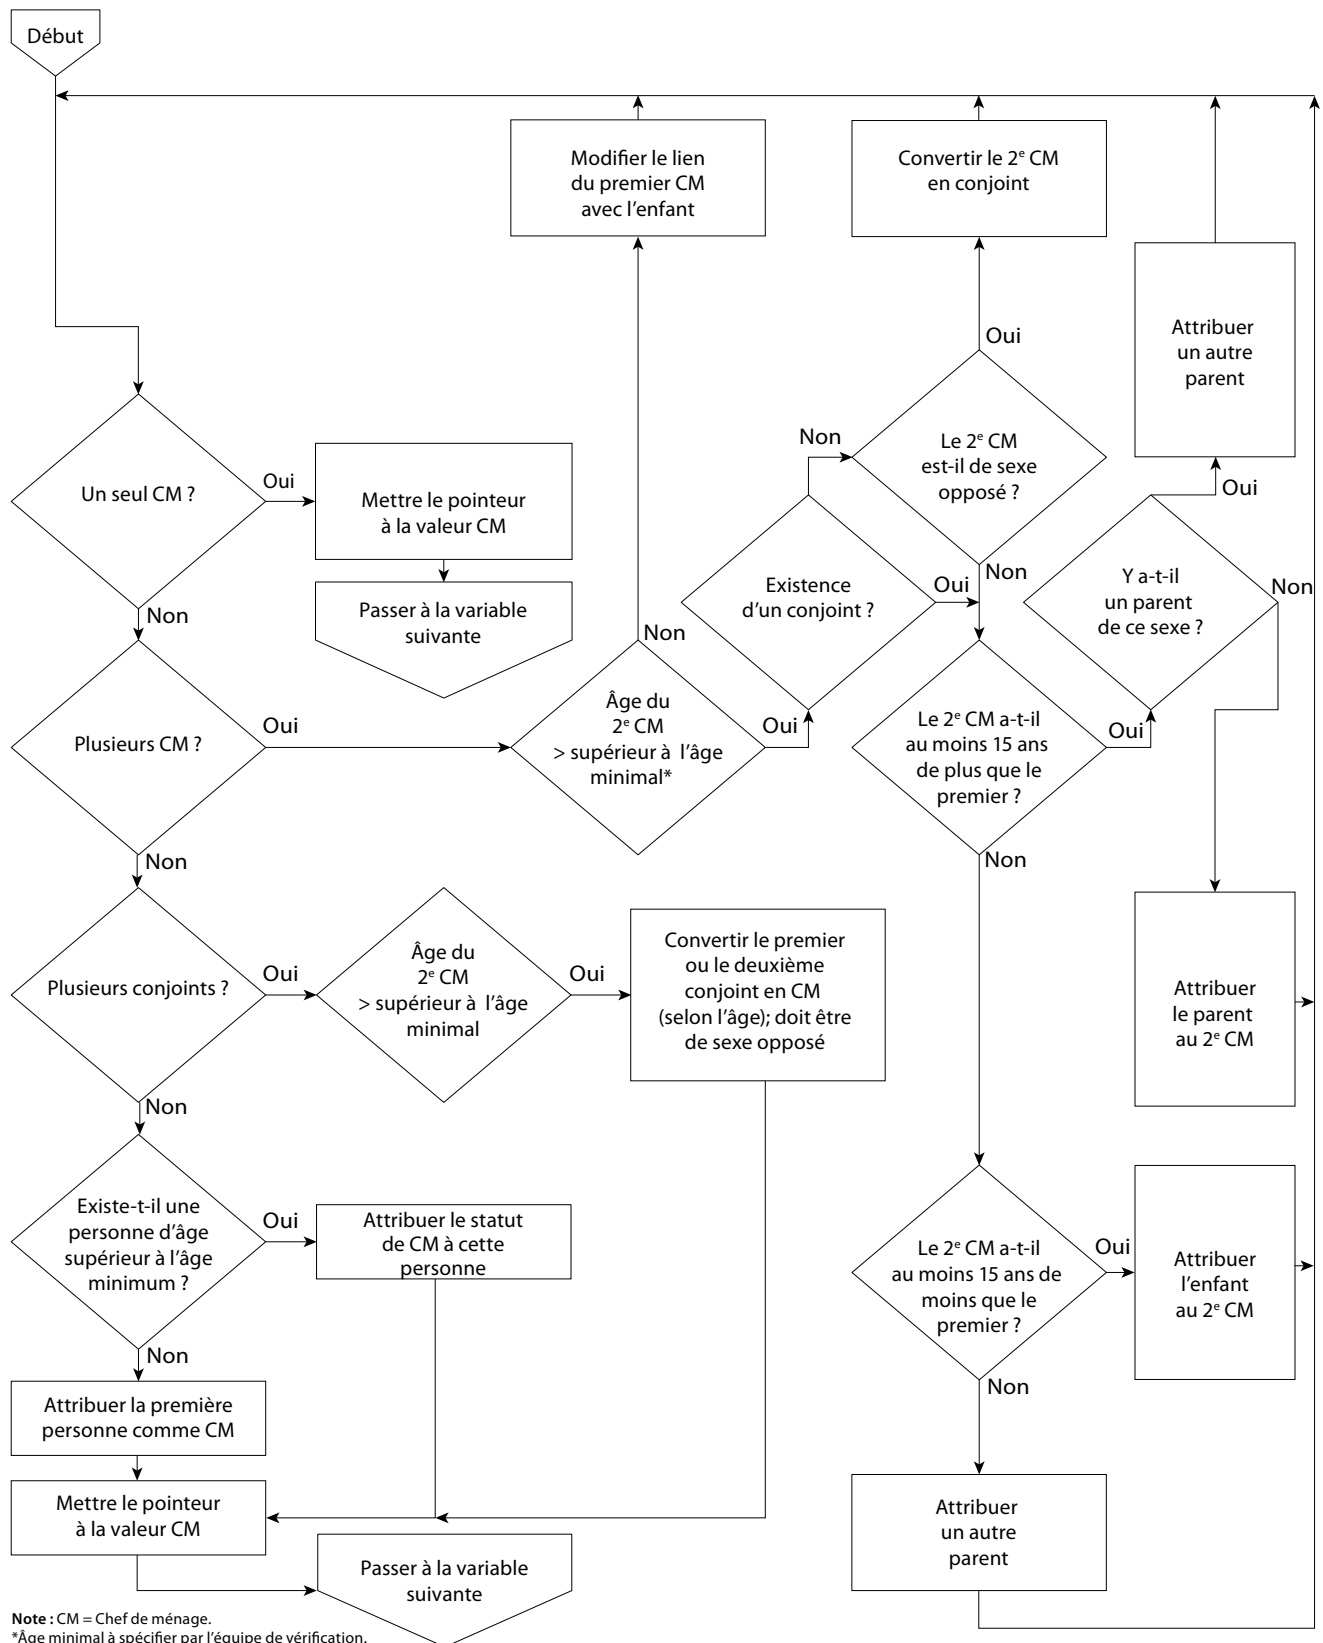 Début
Modifier le lien
du premier CM
avec l'enfant
Convertir le 2e CM
en conjoint
Attribuer
un autre
parent
Oui
Le 2e CM
est-il de sexe
opposé ?
Non
Non
Un seul CM ?
Oui
Mettre le pointeur
à la valeur CM
Non
Passer à la variable
suivante
Existence
d'un conjoint ?
Oui
Y a-t-il
un parent
de ce sexe ?
Oui
Non
Plusieurs CM ?
Oui
Non
Âge du
2e CM
> supérieur à l'âge
minimal*
Non
Oui
Le 2e CM a-t-il
au moins 15 ans
de plus que le
premier ?
Oui
Non
Plusieurs conjoints ?
Oui
Non
Âge du
2e CM
> supérieur à l'âge
minimal
Oui
Convertir le premier
ou le deuxième
conjoint en CM
(selon l'âge); doit être
de sexe opposé
Attribuer
le parent
au 2e CM
Existe-t-il une
personne d'âge
supérieur à l'âge
minimum ?
Oui
Non
Attribuer le statut
de CM à cette
personne
Le 2e CM a-t-il
au moins 15 ans de
moins que le
premier ?
Oui
Non
Attribuer
l'enfant
au 2e CM
Attribuer la première
personne comme CM
Mettre le pointeur
à la valeur CM
Passer à la variable
suivante
Attribuer
un autre
parent
Note : CM = Chef de ménage.
*Âge minimal à spécifier par l'équipe de vérification.